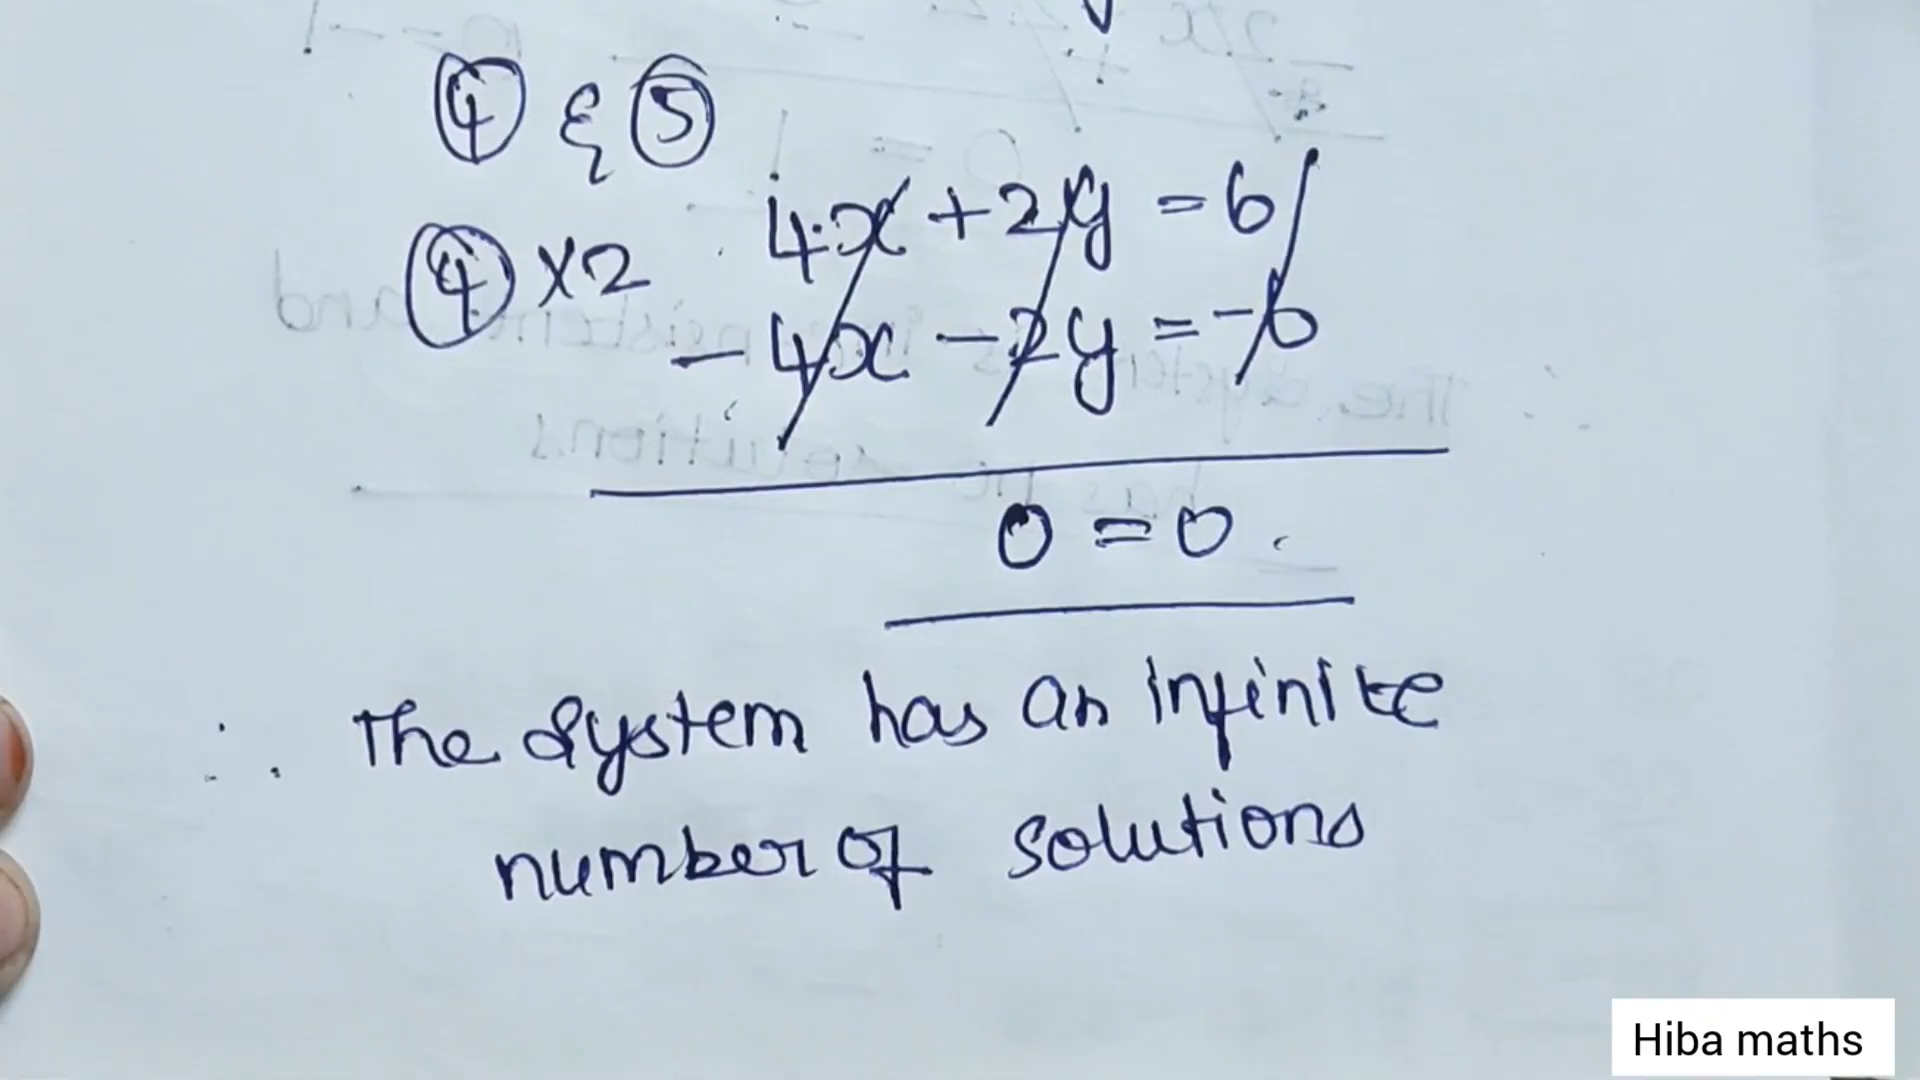 ④ & ⑤
4x + 2y = 6
④ x2
- 4x - 2y = -6
0 = 0.
∴ The system has an infinite
number of solutions
Hiba maths